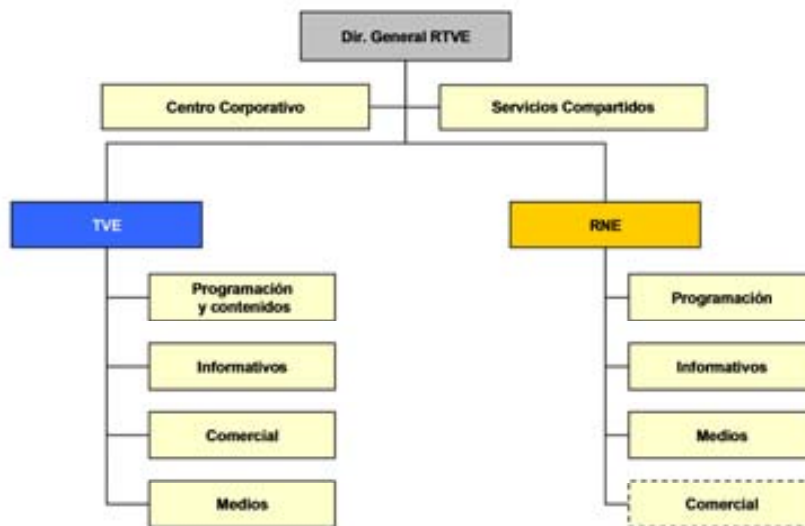 Dir. General RTVE
Centro Corporativo
Servicios Compartidos
TVE
RNE
Programación
y contenidos
Informativos
Comercial
Medios
Programación
Informativos
Medios
Comercial